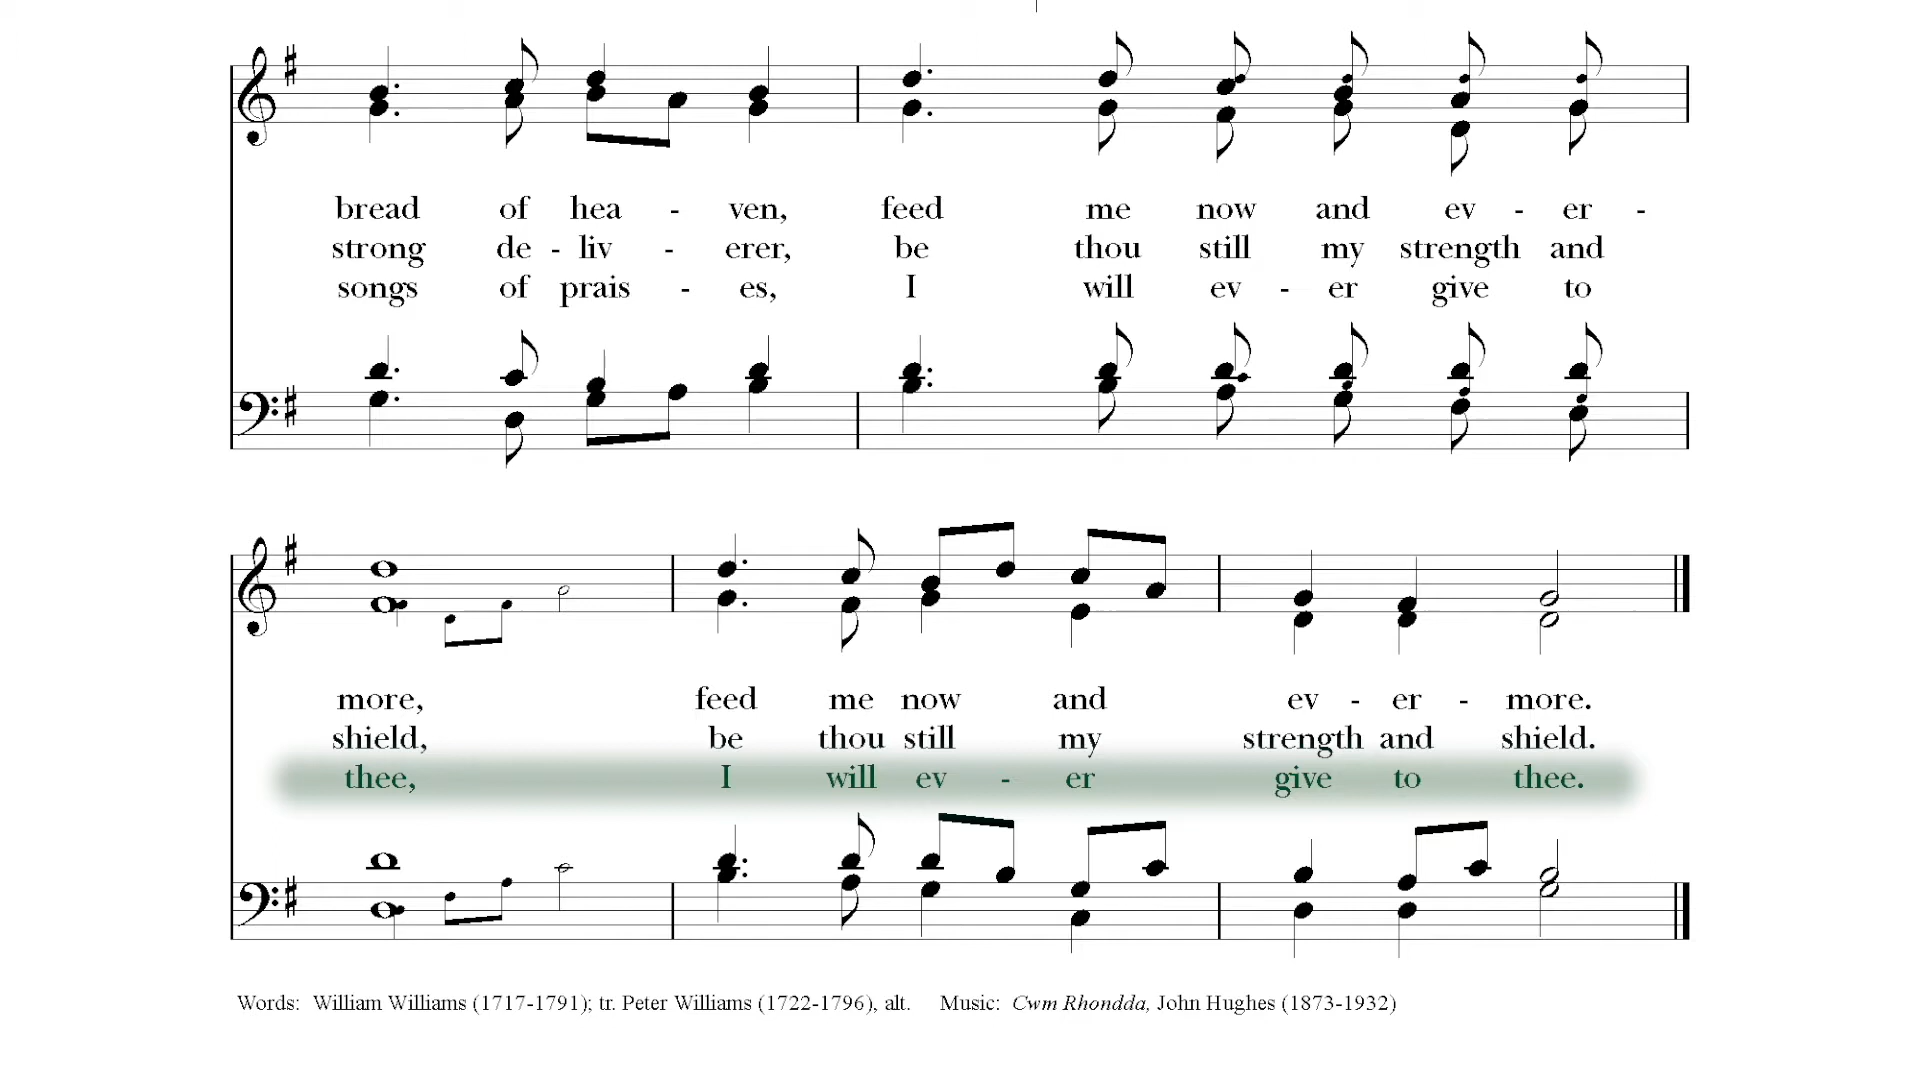 bread of hea - ven, feed me now and ev - er -
strong de - liv - erer, be thou still my strength and
songs of prais - es, I will ev - er give to
more, feed me now and ev - er - more.
shield, be thou still my strength and shield.
thee, I will ev - er give to thee.
Words: William Williams (1717-1791); tr. Peter Williams (1722-1796), alt. Music: Cwm Rhondda, John Hughes (1873-1932)